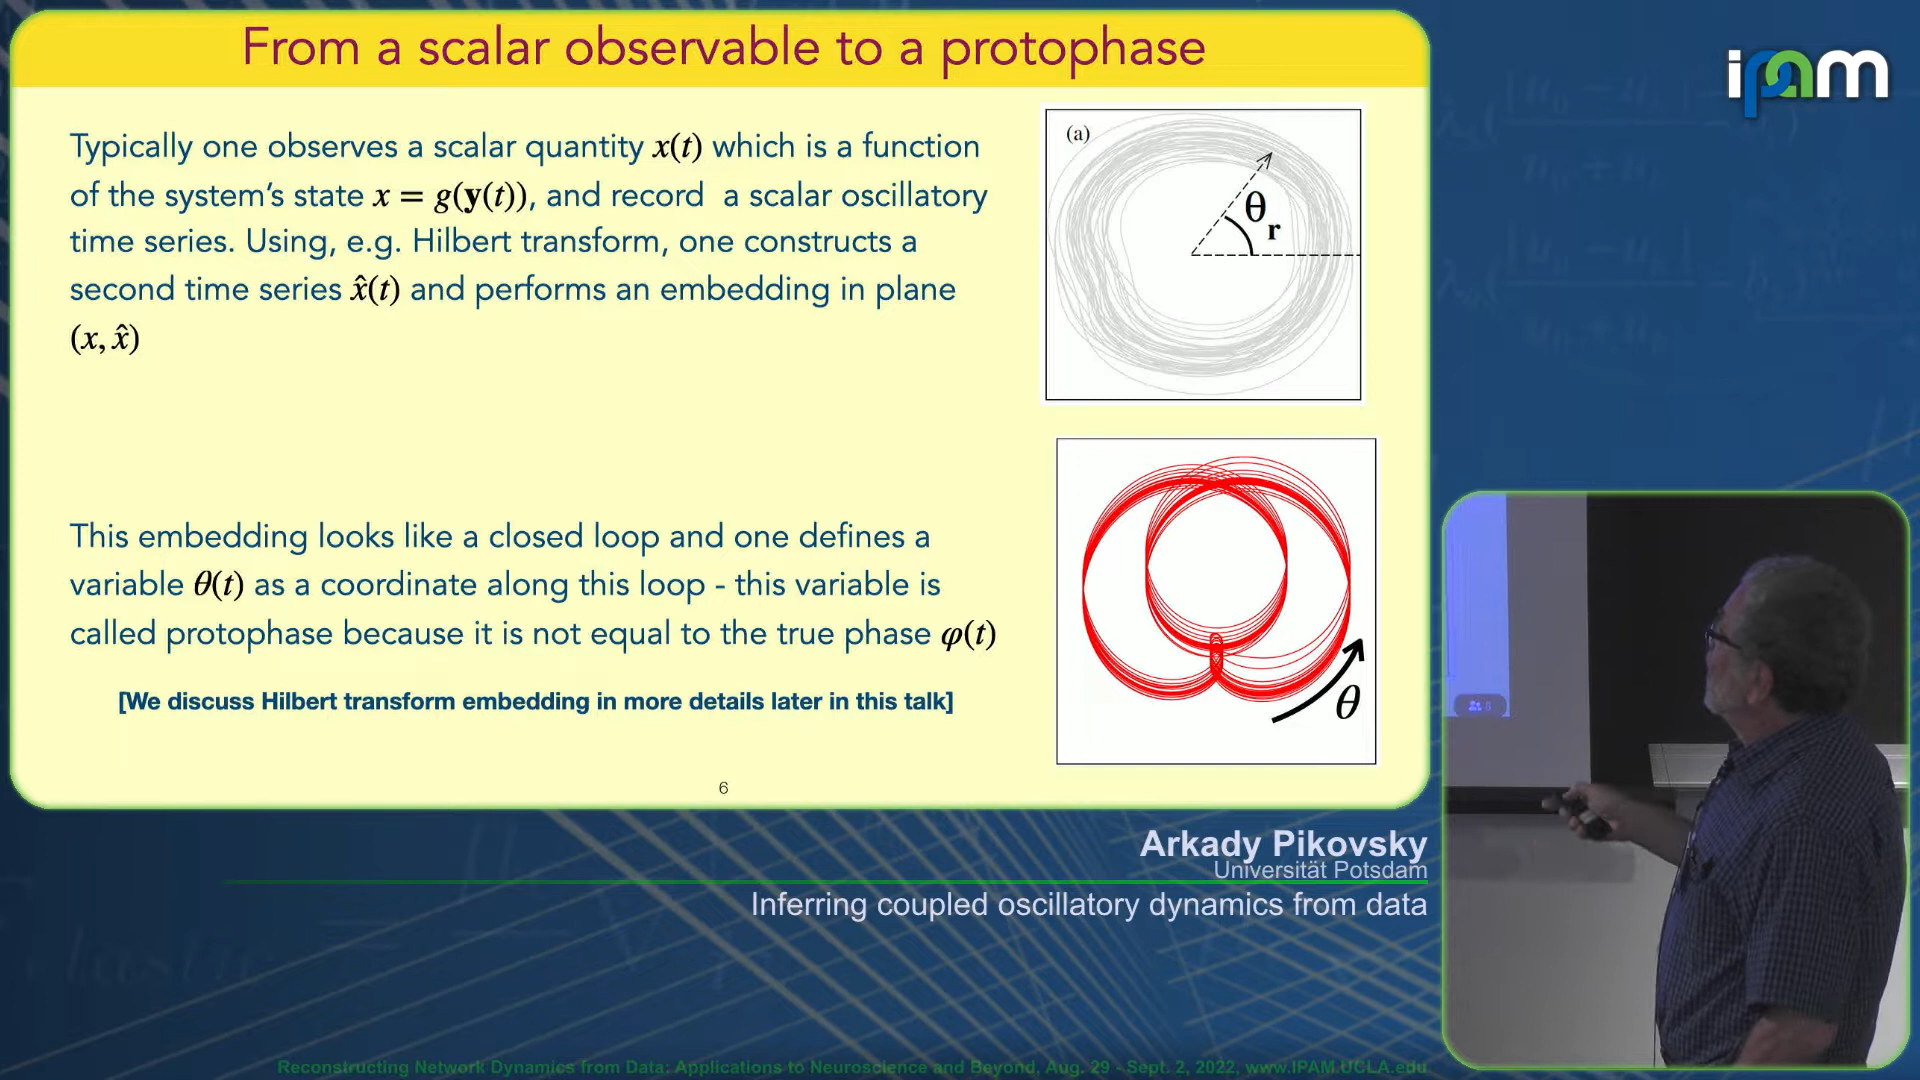 From a scalar observable to a protophase
ipam
Typically one observes a scalar quantity x(t) which is a function
of the system's state x = g(y(t)), and record a scalar oscillatory
time series. Using, e.g. Hilbert transform, one constructs a
second time series x̂(t) and performs an embedding in plane
(x, x̂)
(a)
θ
r
This embedding looks like a closed loop and one defines a
variable θ(t) as a coordinate along this loop - this variable is
called protophase because it is not equal to the true phase φ(t)
[We discuss Hilbert transform embedding in more details later in this talk]
θ
6
Arkady Pikovsky
Universität Potsdam
Inferring coupled oscillatory dynamics from data
Reconstructing Network Dynamics from Data: Applications to Neuroscience and Beyond, Aug. 29 - Sept. 2, 2022, www.IPAM.UCLA.edu